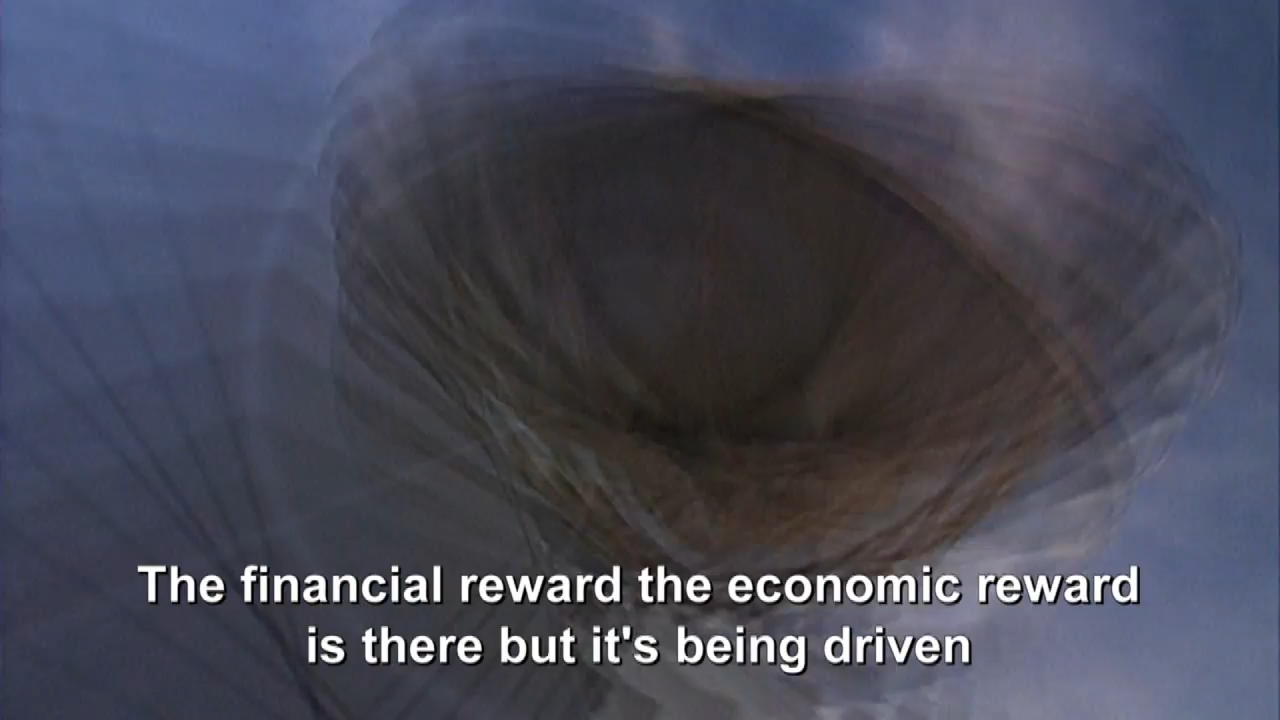 The financial reward the economic reward
is there but it's being driven